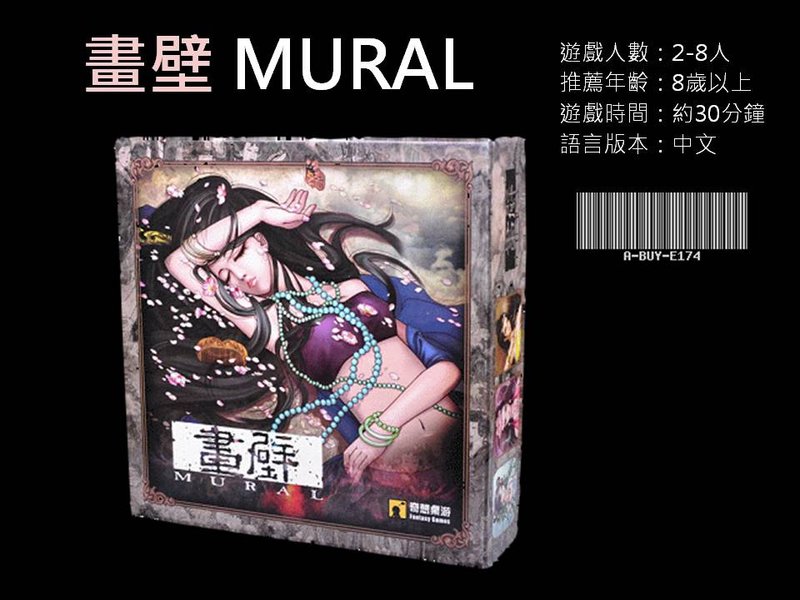 畫壁 MURAL
遊戲人數：2-8人
推薦年齡：8歲以上
遊戲時間：約30分鐘
語言版本：中文
A-BUY-E174
畫壁
MURAL
奇想桌游
Fantasy Games